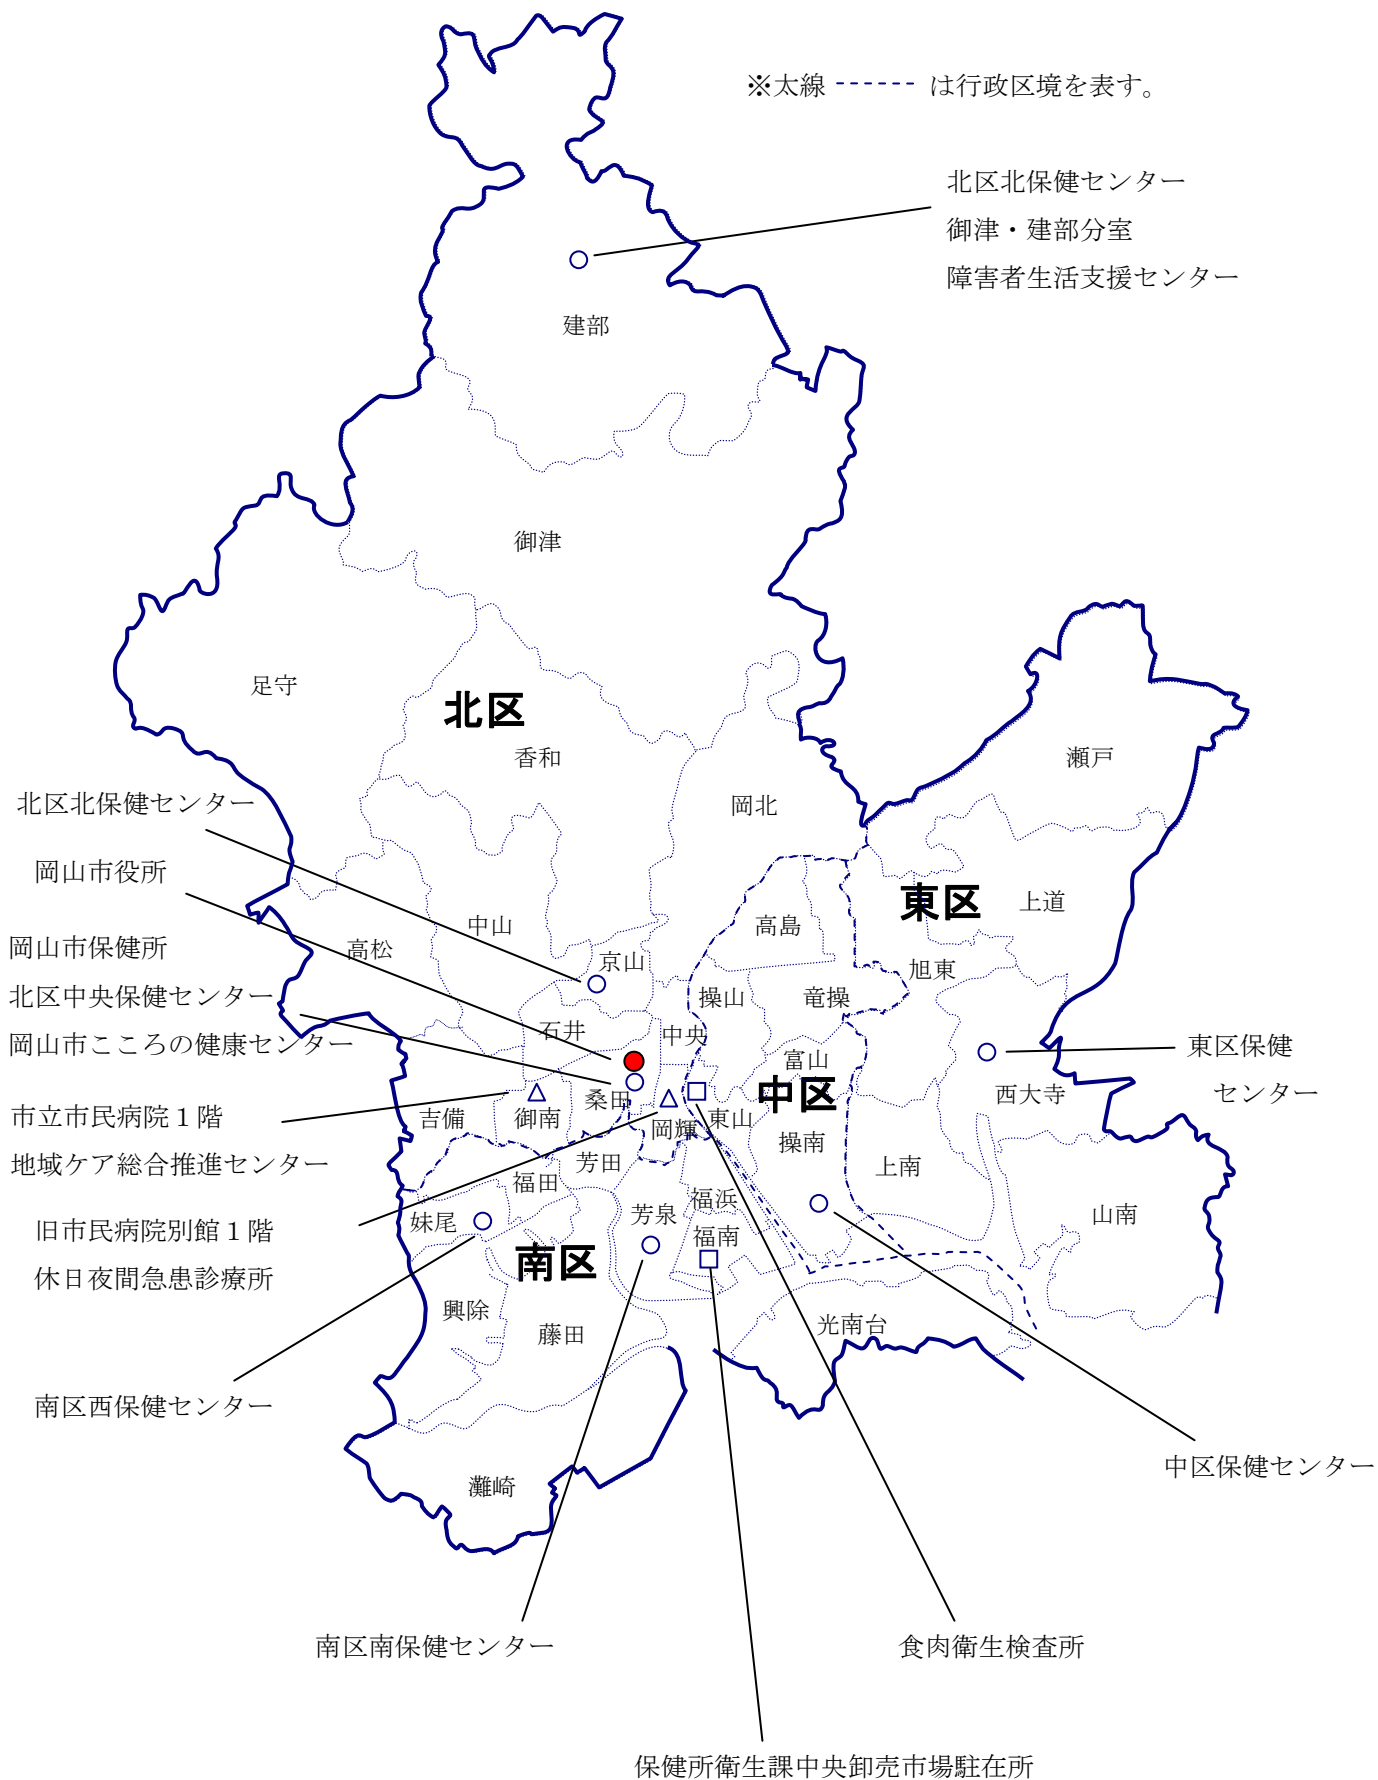 ※太線 ------ は行政区境を表す。
北区北保健センター
御津・建部分室
障害者生活支援センター
建部
御津
足守
北区
香和
瀬戸
岡北
北区北保健センター
岡山市役所
東区
上道
中山
高島
高松
岡山市保健所
京山
旭東
北区中央保健センター
操山
竜操
石井
中央
岡山市こころの健康センター
富山
東区保健
センター
中区
西大寺
桑田
市立市民病院１階
吉備
御南
岡輝
東山
操南
地域ケア総合推進センター
芳田
上南
福田
福浜
山南
妹尾
芳泉
旧市民病院別館１階
福南
休日夜間急患診療所
南区
興除
藤田
光南台
南区西保健センター
中区保健センター
灘崎
南区南保健センター
食肉衛生検査所
保健所衛生課中央卸売市場駐在所